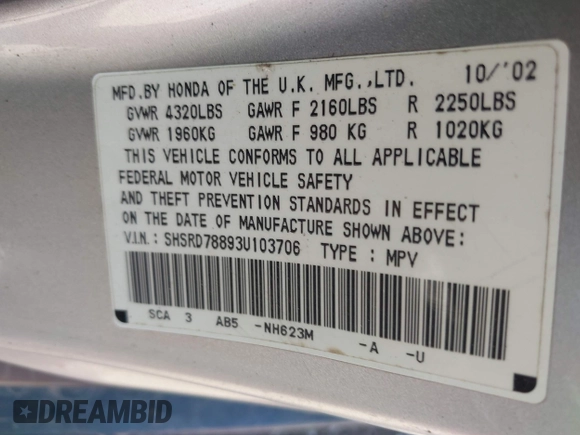 MFD.BY HONDA OF THE U.K. MFG.,LTD. 10/'02
GVWR 4320LBS GAWR F 2160LBS R 2250LBS
GVWR 1960KG GAWR F 980 KG R 1020KG
THIS VEHICLE CONFORMS TO ALL APPLICABLE
FEDERAL MOTOR VEHICLE SAFETY
AND THEFT PREVENTION STANDARDS IN EFFECT
ON THE DATE OF MANUFACTURE SHOWN ABOVE:
V.I.N.: SHSRD78893U103706 TYPE : MPV
SCA 3 AB5 -NH623M -A -U
DREAMBID